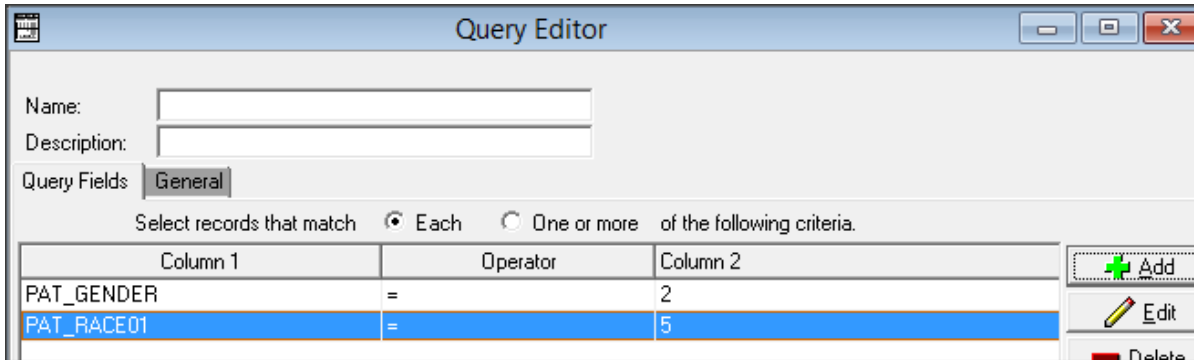 Query Editor
Name:
Description:
Query Fields General
Select records that match Each One or more of the following criteria.
Column 1 Operator Column 2
Add
PAT_GENDER = 2
Edit
PAT_RACE01 = 5
Delete